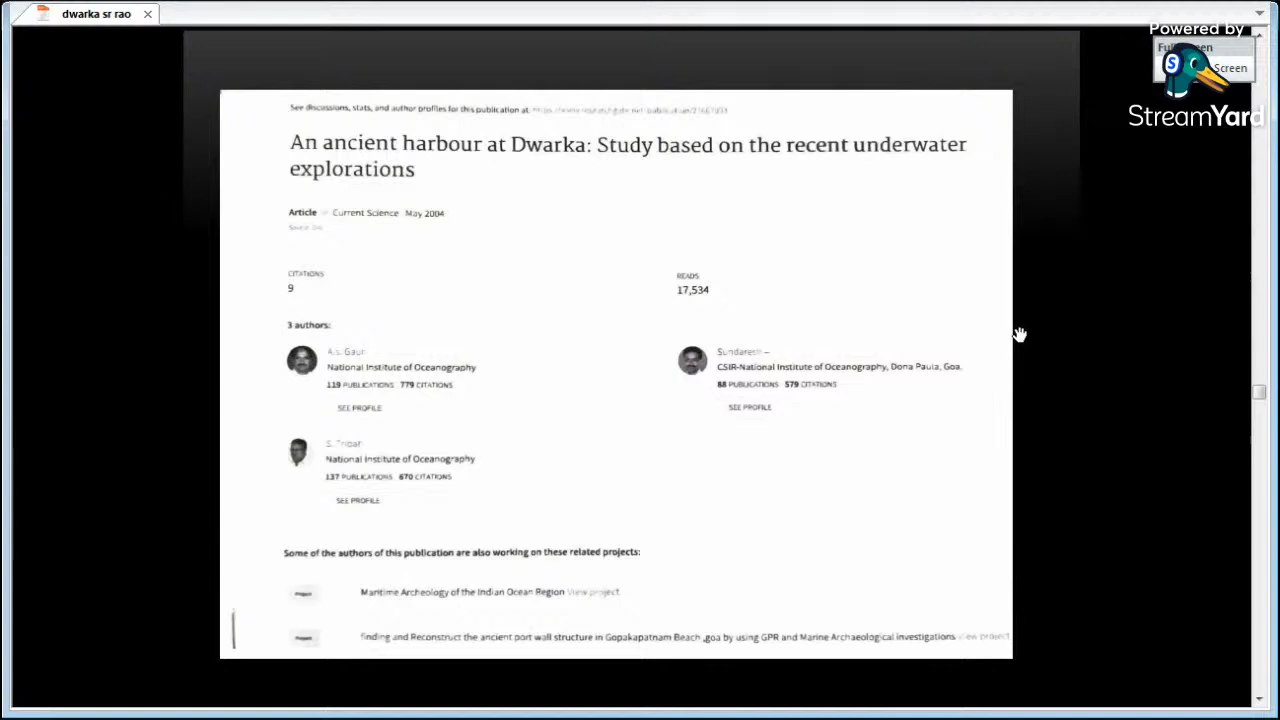 dwarka sr rao
Powered by
Screen
StreamYard
See discussions, stats, and author profiles for this publication at:
An ancient harbour at Dwarka: Study based on the recent underwater
explorations
Article Current Science May 2004
CITATIONS
9
READS
17,534
3 authors:
A.s. Gaur
National Institute of Oceanography
119 PUBLICATIONS 779 CITATIONS
SEE PROFILE
Sundaresh –
CSIR-National Institute of Oceanography, Dona Paula, Goa.
88 PUBLICATIONS 579 CITATIONS
SEE PROFILE
National Institute of Oceanography
137 PUBLICATIONS 670 CITATIONS
SEE PROFILE
Some of the authors of this publication are also working on these related projects:
Project
Maritime Archeology of the Indian Ocean Region View project
Project
finding and Reconstruct the ancient port wall structure in Gopakapatnam Beach ,goa by using GPR and Marine Archaeological investigations View project